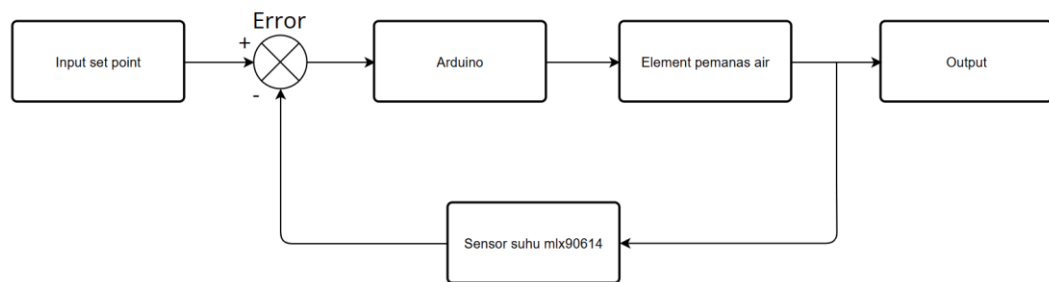 Error
Input set point
+
-
Arduino
Element pemanas air
Output
Sensor suhu mlx90614